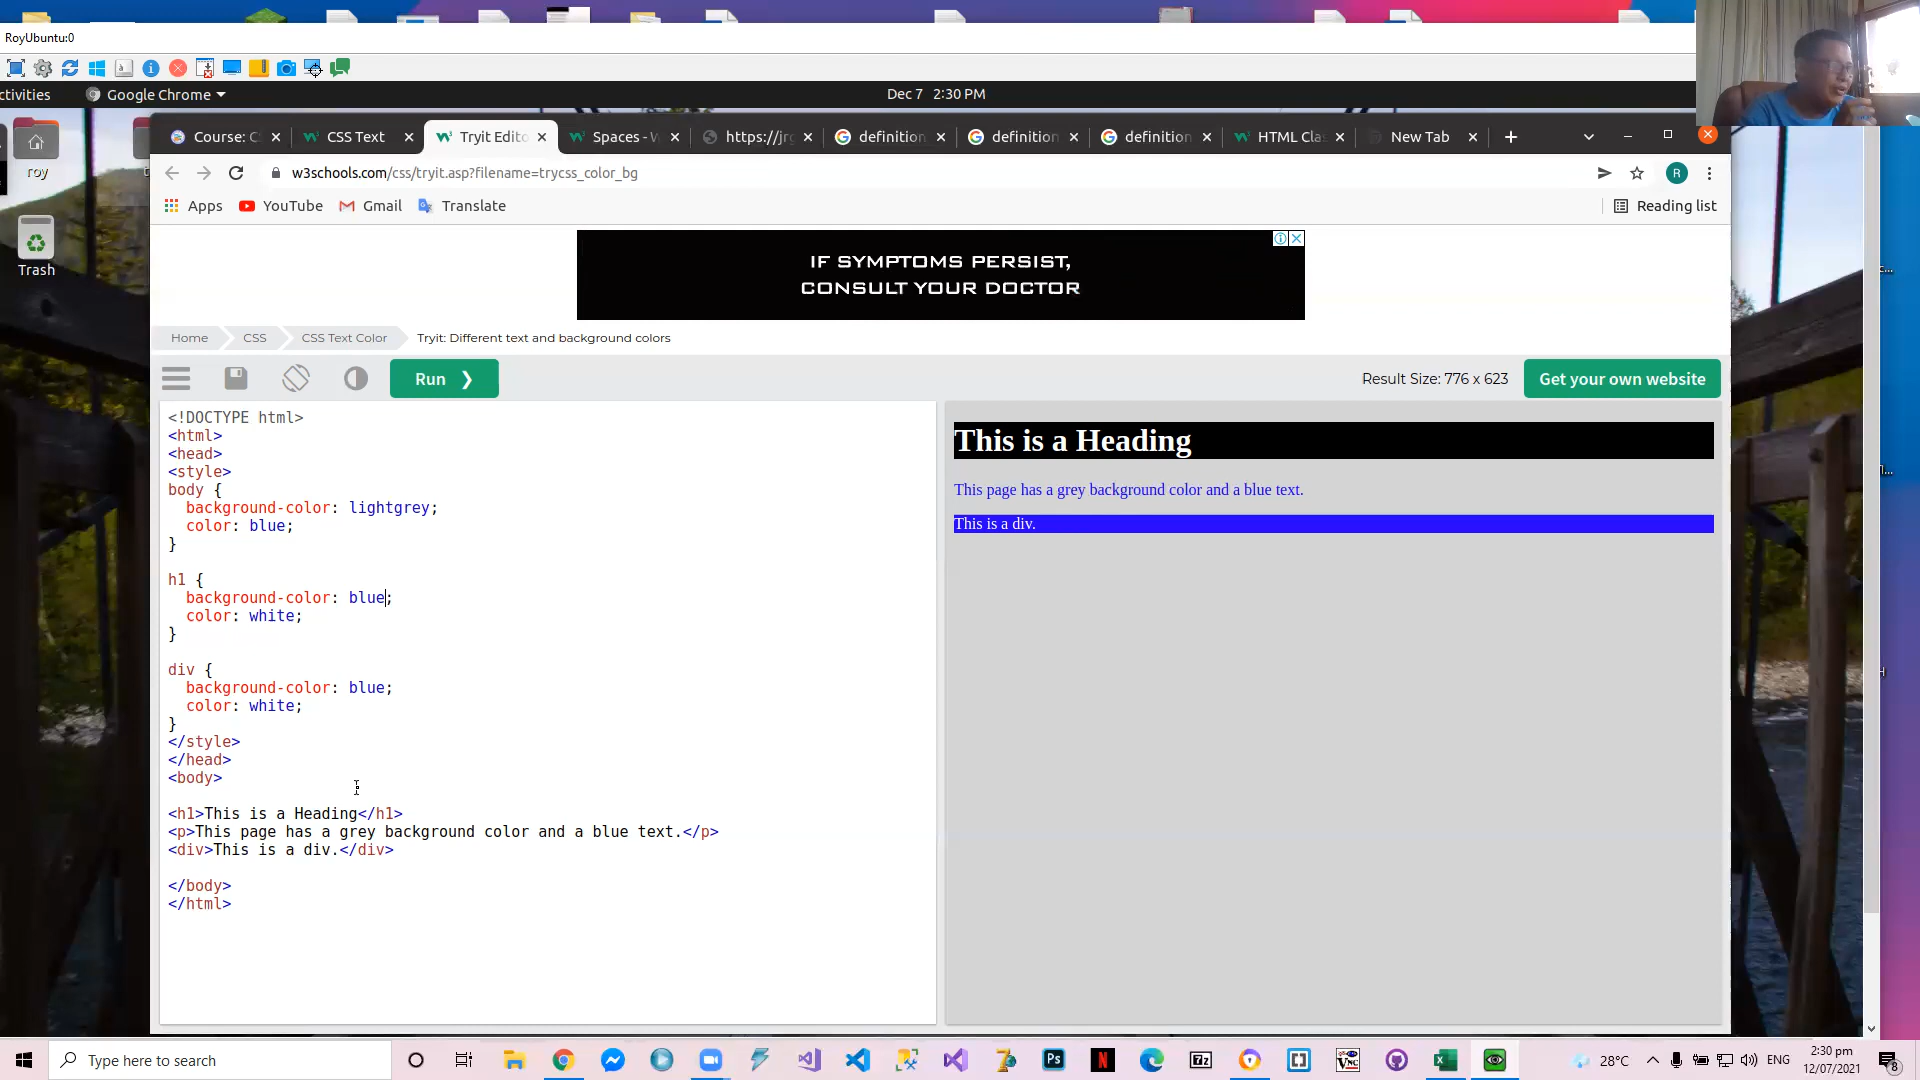 RoyUbuntu:0
ctivities
Google Chrome
Dec 7 2:30 PM
roy
Trash
Course: C
CSS Text
Tryit Edito
Spaces - W
https://jrg
definition
definition
definition
HTML Cla
New Tab
w3schools.com/css/tryit.asp?filename=trycss_color_bg
R
Apps
YouTube
Gmail
Translate
Reading list
IF SYMPTOMS PERSIST,
CONSULT YOUR DOCTOR
Home
CSS
CSS Text Color
Tryit: Different text and background colors
Run ❯
Result Size: 776 x 623
Get your own website
<!DOCTYPE html>
<html>
<head>
<style>
body {
  background-color: lightgrey;
  color: blue;
}
h1 {
  background-color: blue;
  color: white;
}
div {
  background-color: blue;
  color: white;
}
</style>
</head>
<body>
<h1>This is a Heading</h1>
<p>This page has a grey background color and a blue text.</p>
<div>This is a div.</div>
</body>
</html>
This is a Heading
This page has a grey background color and a blue text.
This is a div.
Type here to search
Ps
N
7z
28°C
ENG
2:30 pm
12/07/2021
8